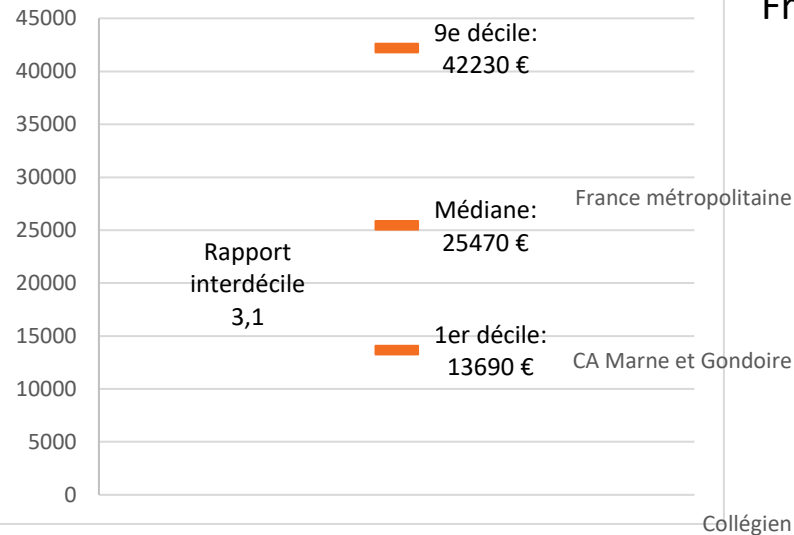 Fr
45000
40000
35000
30000
25000
20000
15000
10000
5000
0
9e décile:
42230 €
Médiane:
25470 €
Rapport
interdécile
3,1
1er décile:
13690 €
France métropolitaine
CA Marne et Gondoire
Collégien